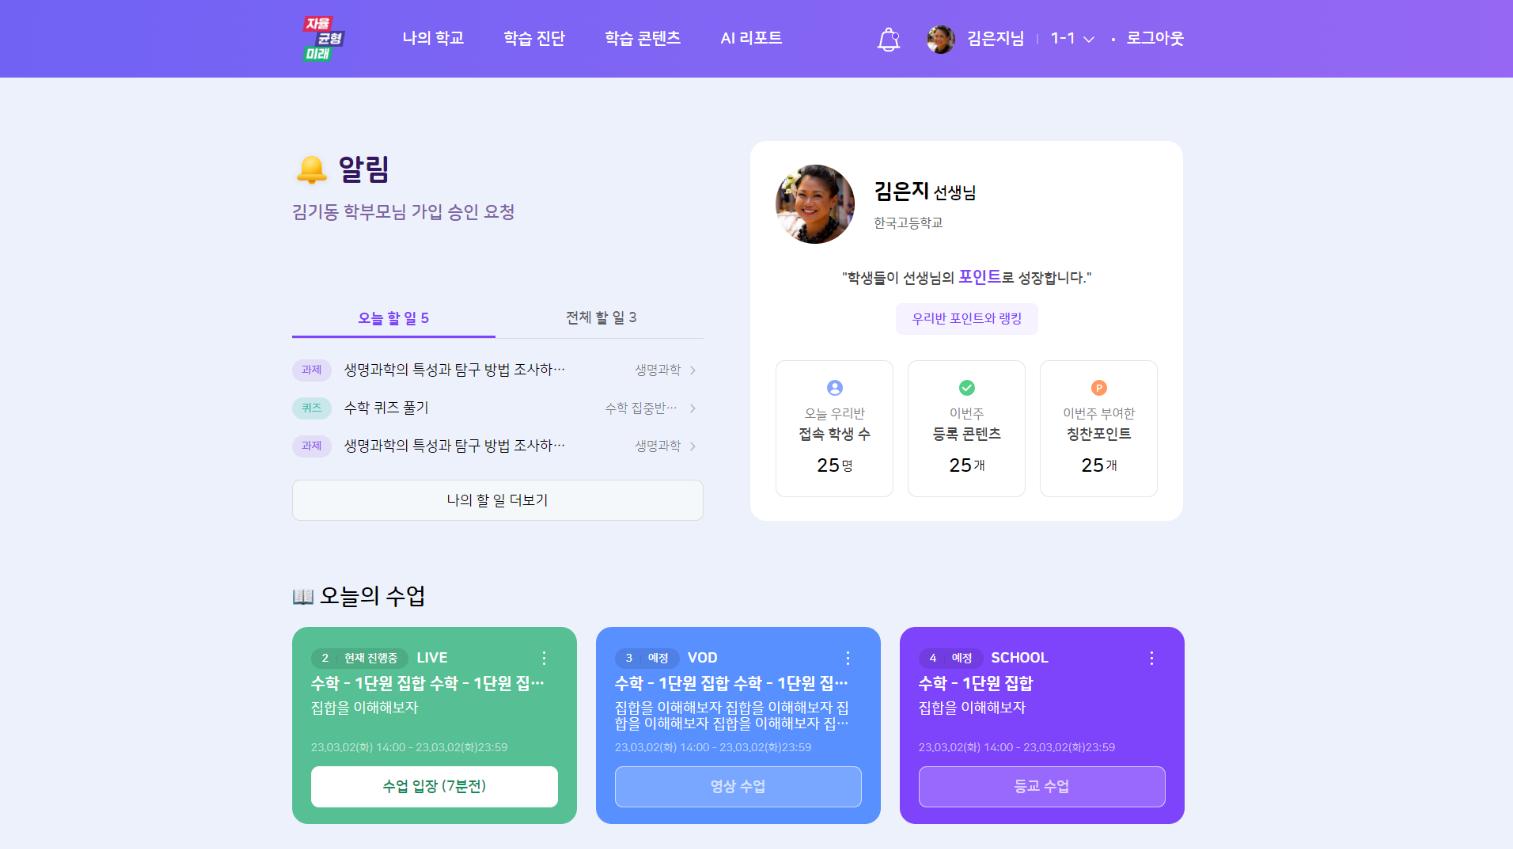 자율
균형
미래
나의 학교
학습 진단
학습 콘텐츠
AI 리포트
김은지님
1-1
로그아웃
알림
김기동 학부모님 가입 승인 요청
오늘 할 일 5
전체 할 일 3
과제
생명과학의 특성과 탐구 방법 조사하…
생명과학
퀴즈
수학 퀴즈 풀기
수학 집중반…
과제
생명과학의 특성과 탐구 방법 조사하…
생명과학
나의 할 일 더보기
김은지 선생님
한국고등학교
"학생들이 선생님의 포인트로 성장합니다."
우리반 포인트와 랭킹
오늘 우리반
접속 학생 수
25명
이번주
등록 콘텐츠
25개
P
이번주 부여한
칭찬포인트
25개
오늘의 수업
2 현재 진행중 LIVE
수학 - 1단원 집합 수학 - 1단원 집…
집합을 이해해보자
23.03.02(화) 14:00 - 23.03.02(화)23:59
수업 입장 (7분전)
3 예정 VOD
수학 - 1단원 집합 수학 - 1단원 집…
집합을 이해해보자 집합을 이해해보자 집
합을 이해해보자 집합을 이해해보자 집…
23.03.02(화) 14:00 - 23.03.02(화)23:59
영상 수업
4 예정 SCHOOL
수학 - 1단원 집합
집합을 이해해보자
23.03.02(화) 14:00 - 23.03.02(화)23:59
등교 수업